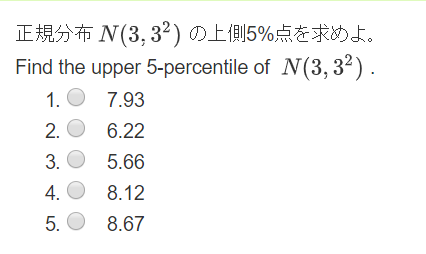 正規分布 N(3, 3²) の上側5%点を求めよ。
Find the upper 5-percentile of N(3, 3²) .
1. 7.93
2. 6.22
3. 5.66
4. 8.12
5. 8.67